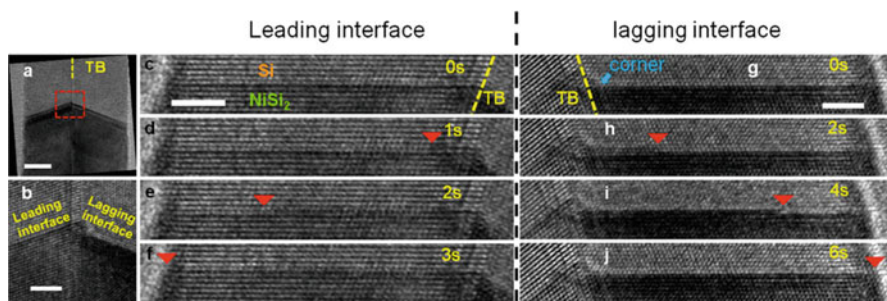 Leading interface
lagging interface
a
TB
b
Leading
interface
Lagging
interface
c
Si
NiSi₂
0s
TB
d
1s
e
2s
f
3s
TB
corner
g
0s
h
2s
i
4s
j
6s